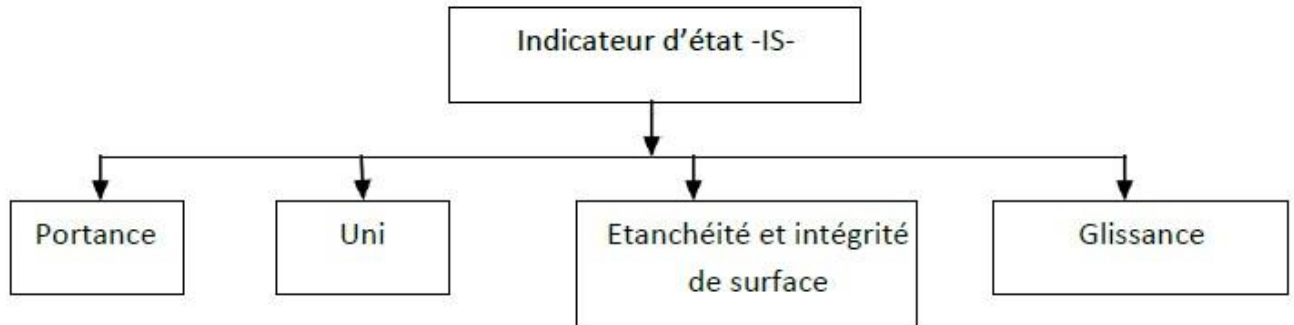 Indicateur d’état -IS-
Portance
Uni
Etanchéité et intégrité
de surface
Glissance